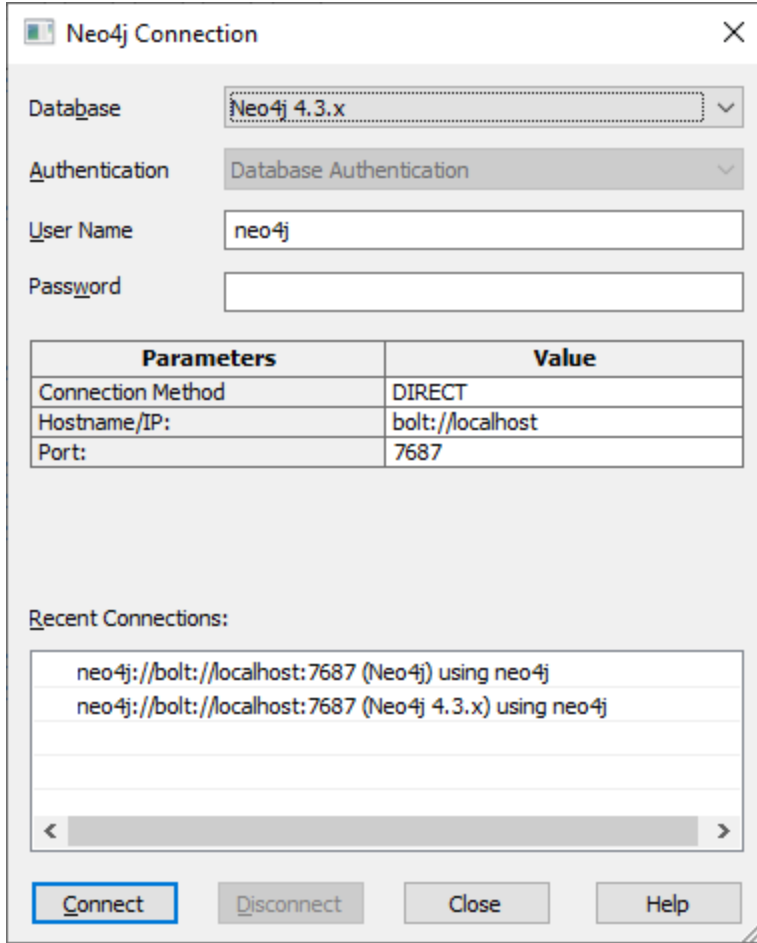 Neo4j Connection
Database Neo4j 4.3.x
Authentication Database Authentication
User Name neo4j
Password
Parameters Value
Connection Method DIRECT
Hostname/IP: bolt://localhost
Port: 7687
Recent Connections:
neo4j://bolt://localhost:7687 (Neo4j) using neo4j
neo4j://bolt://localhost:7687 (Neo4j 4.3.x) using neo4j
Connect Disconnect Close Help